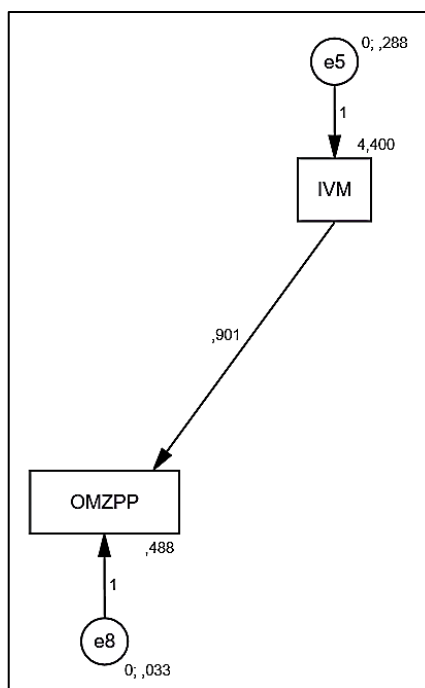 0; ,288
e5
1
4,400
IVM
,901
OMZPP
,488
1
e8
0; ,033